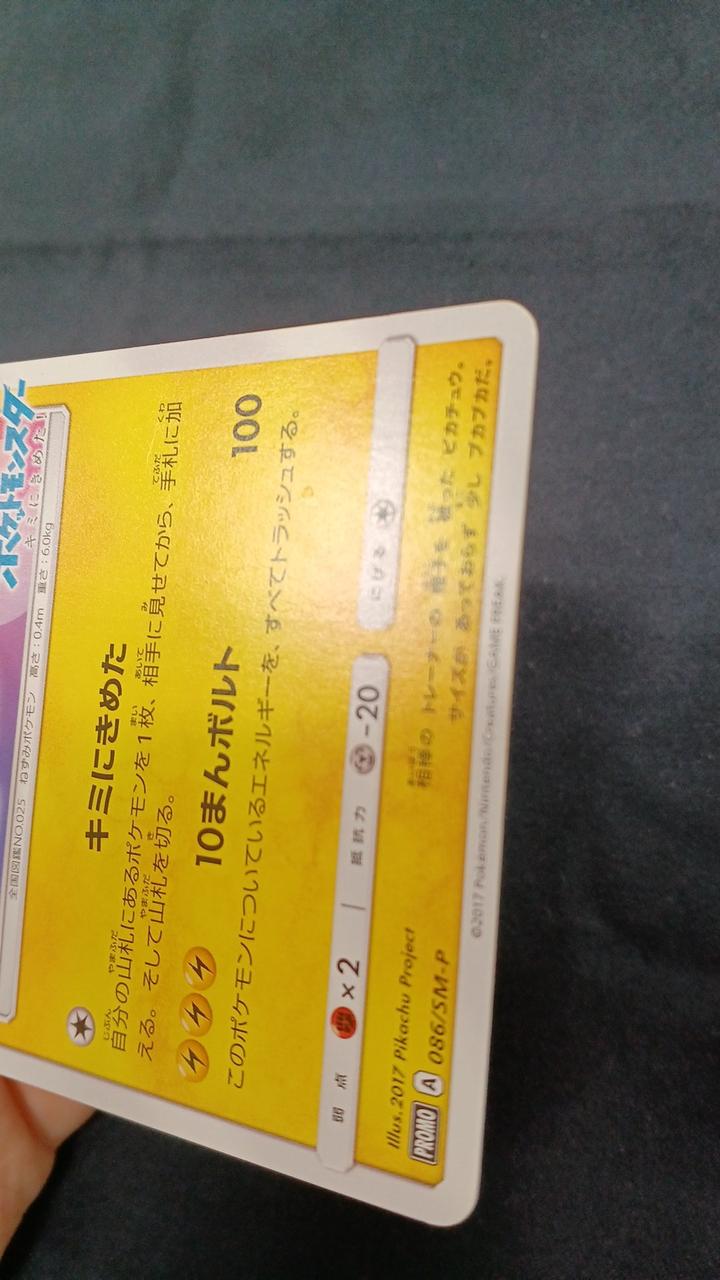 ポケットモンスター
キミにきめた!
全国図鑑NO.025 ねずみポケモン 高さ:0.4m 重さ:6.0kg
キミにきめた
自分の山札にあるポケモンを1枚、相手に見せてから、手札に加
える。そして山札を切る。
10まんボルト 100
このポケモンについているエネルギーを、すべてトラッシュする。
弱点 ×2 抵抗力 -20 にげる
相棒の トレーナーの 帽子を 被った ピカチュウ。
サイズが あっておらず 少し ブカブカだ。
Illus.2017 Pikachu Project
PROMO A 086/SM-P
©2017 Pokémon/Nintendo/Creatures/GAME FREAK.